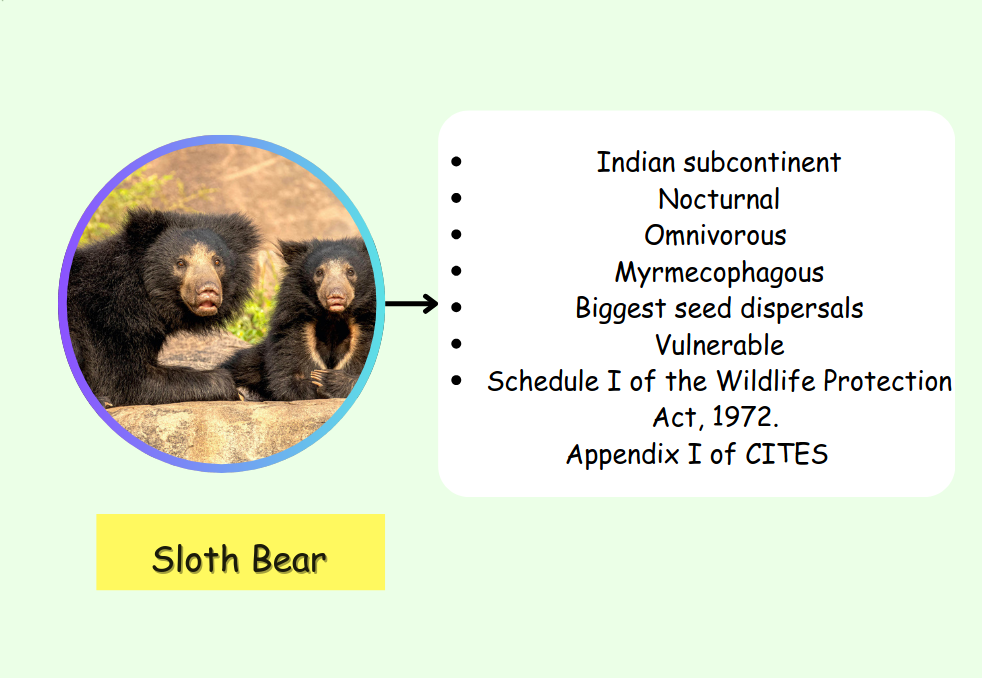 Indian subcontinent
Nocturnal
Omnivorous
Myrmecophagous
Biggest seed dispersals
Vulnerable
Schedule I of the Wildlife Protection
Act, 1972.
Appendix I of CITES
Sloth Bear